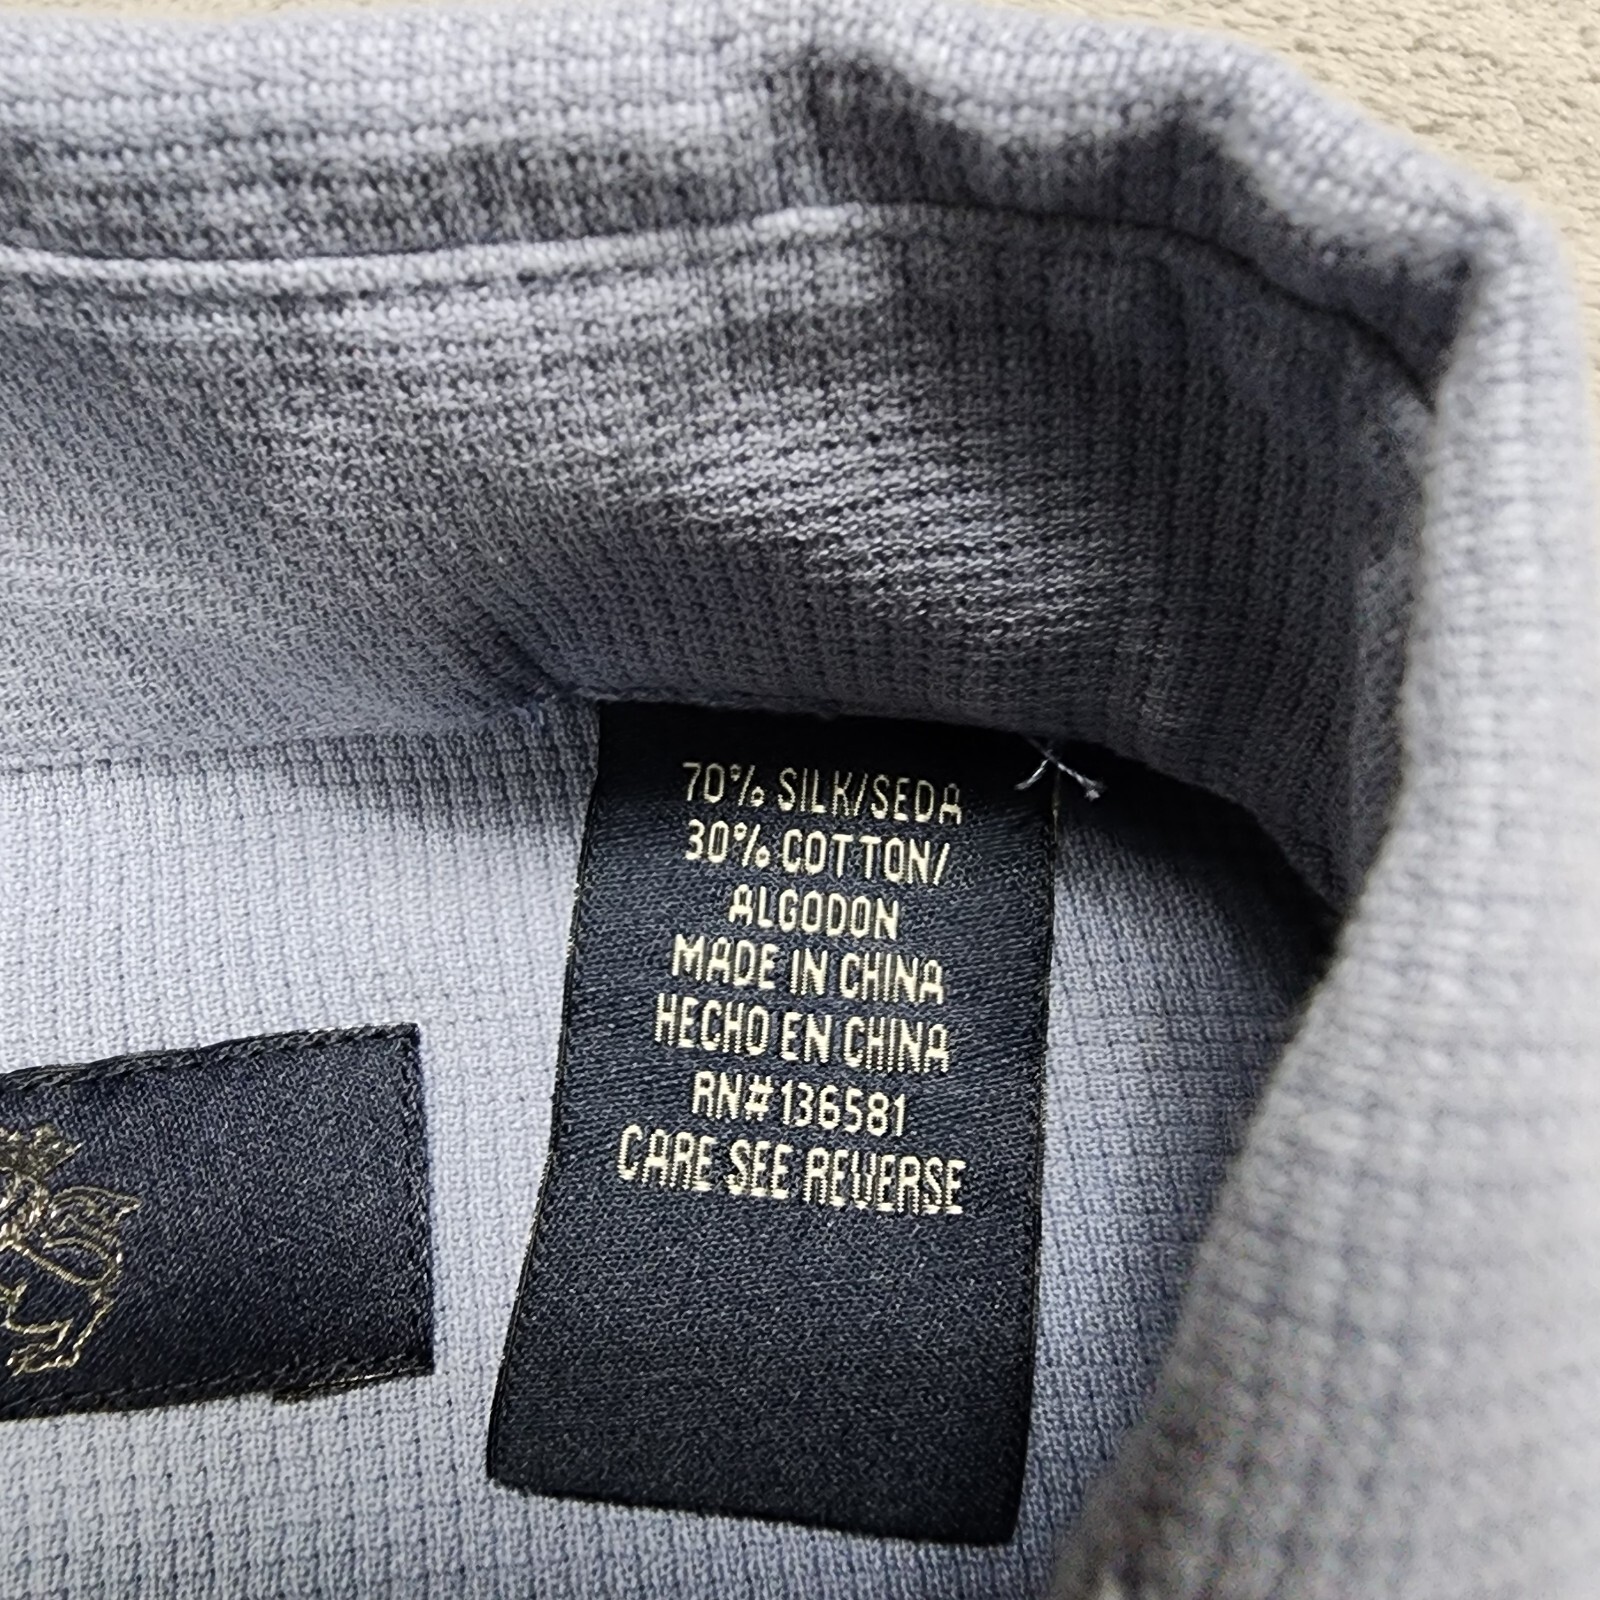 70% SILK/SEDA
30% COTTON/
ALGODON
MADE IN CHINA
HECHO EN CHINA
RN#136581
CARE SEE REVERSE